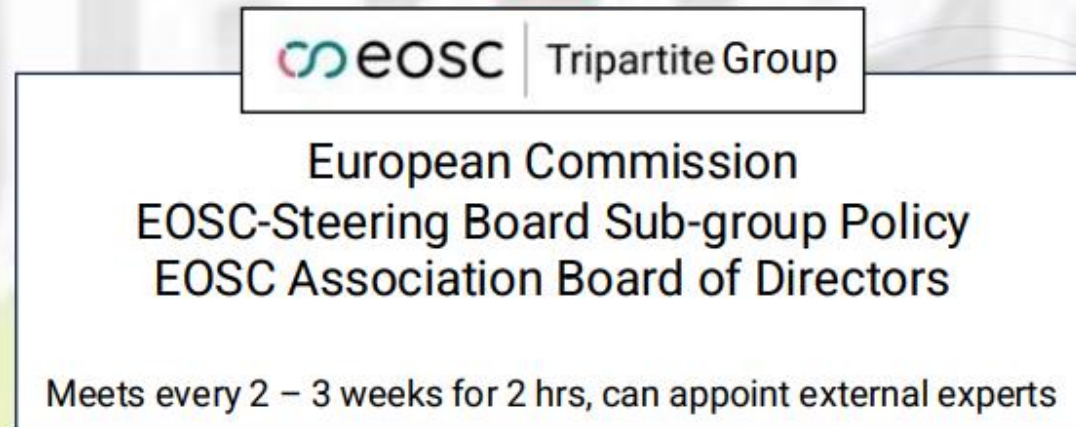 eosc | Tripartite Group
European Commission
EOSC-Steering Board Sub-group Policy
EOSC Association Board of Directors
Meets every 2 – 3 weeks for 2 hrs, can appoint external experts